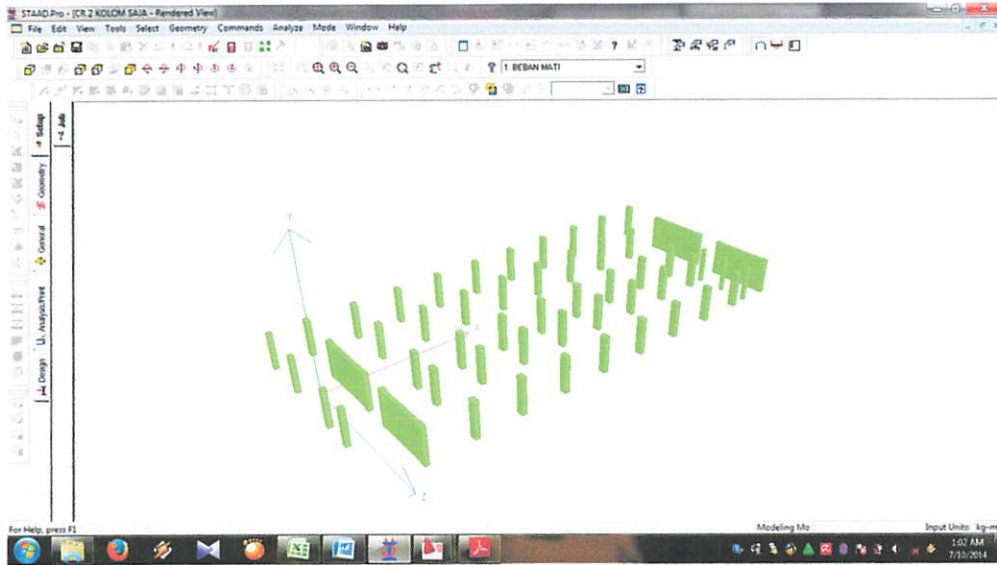 STAAD.Pro - [CR 2 KOLOM SAJA - Rendered View]
File Edit View Tools Select Geometry Commands Analyze Mode Window Help
1: BEBAN MATI
Setup
Job
Geometry
General
Analysis/Print
Design
Y
X
Z
For Help, press F1
Modeling Mo
Input Units: kg-m
1:02 AM
7/10/2014